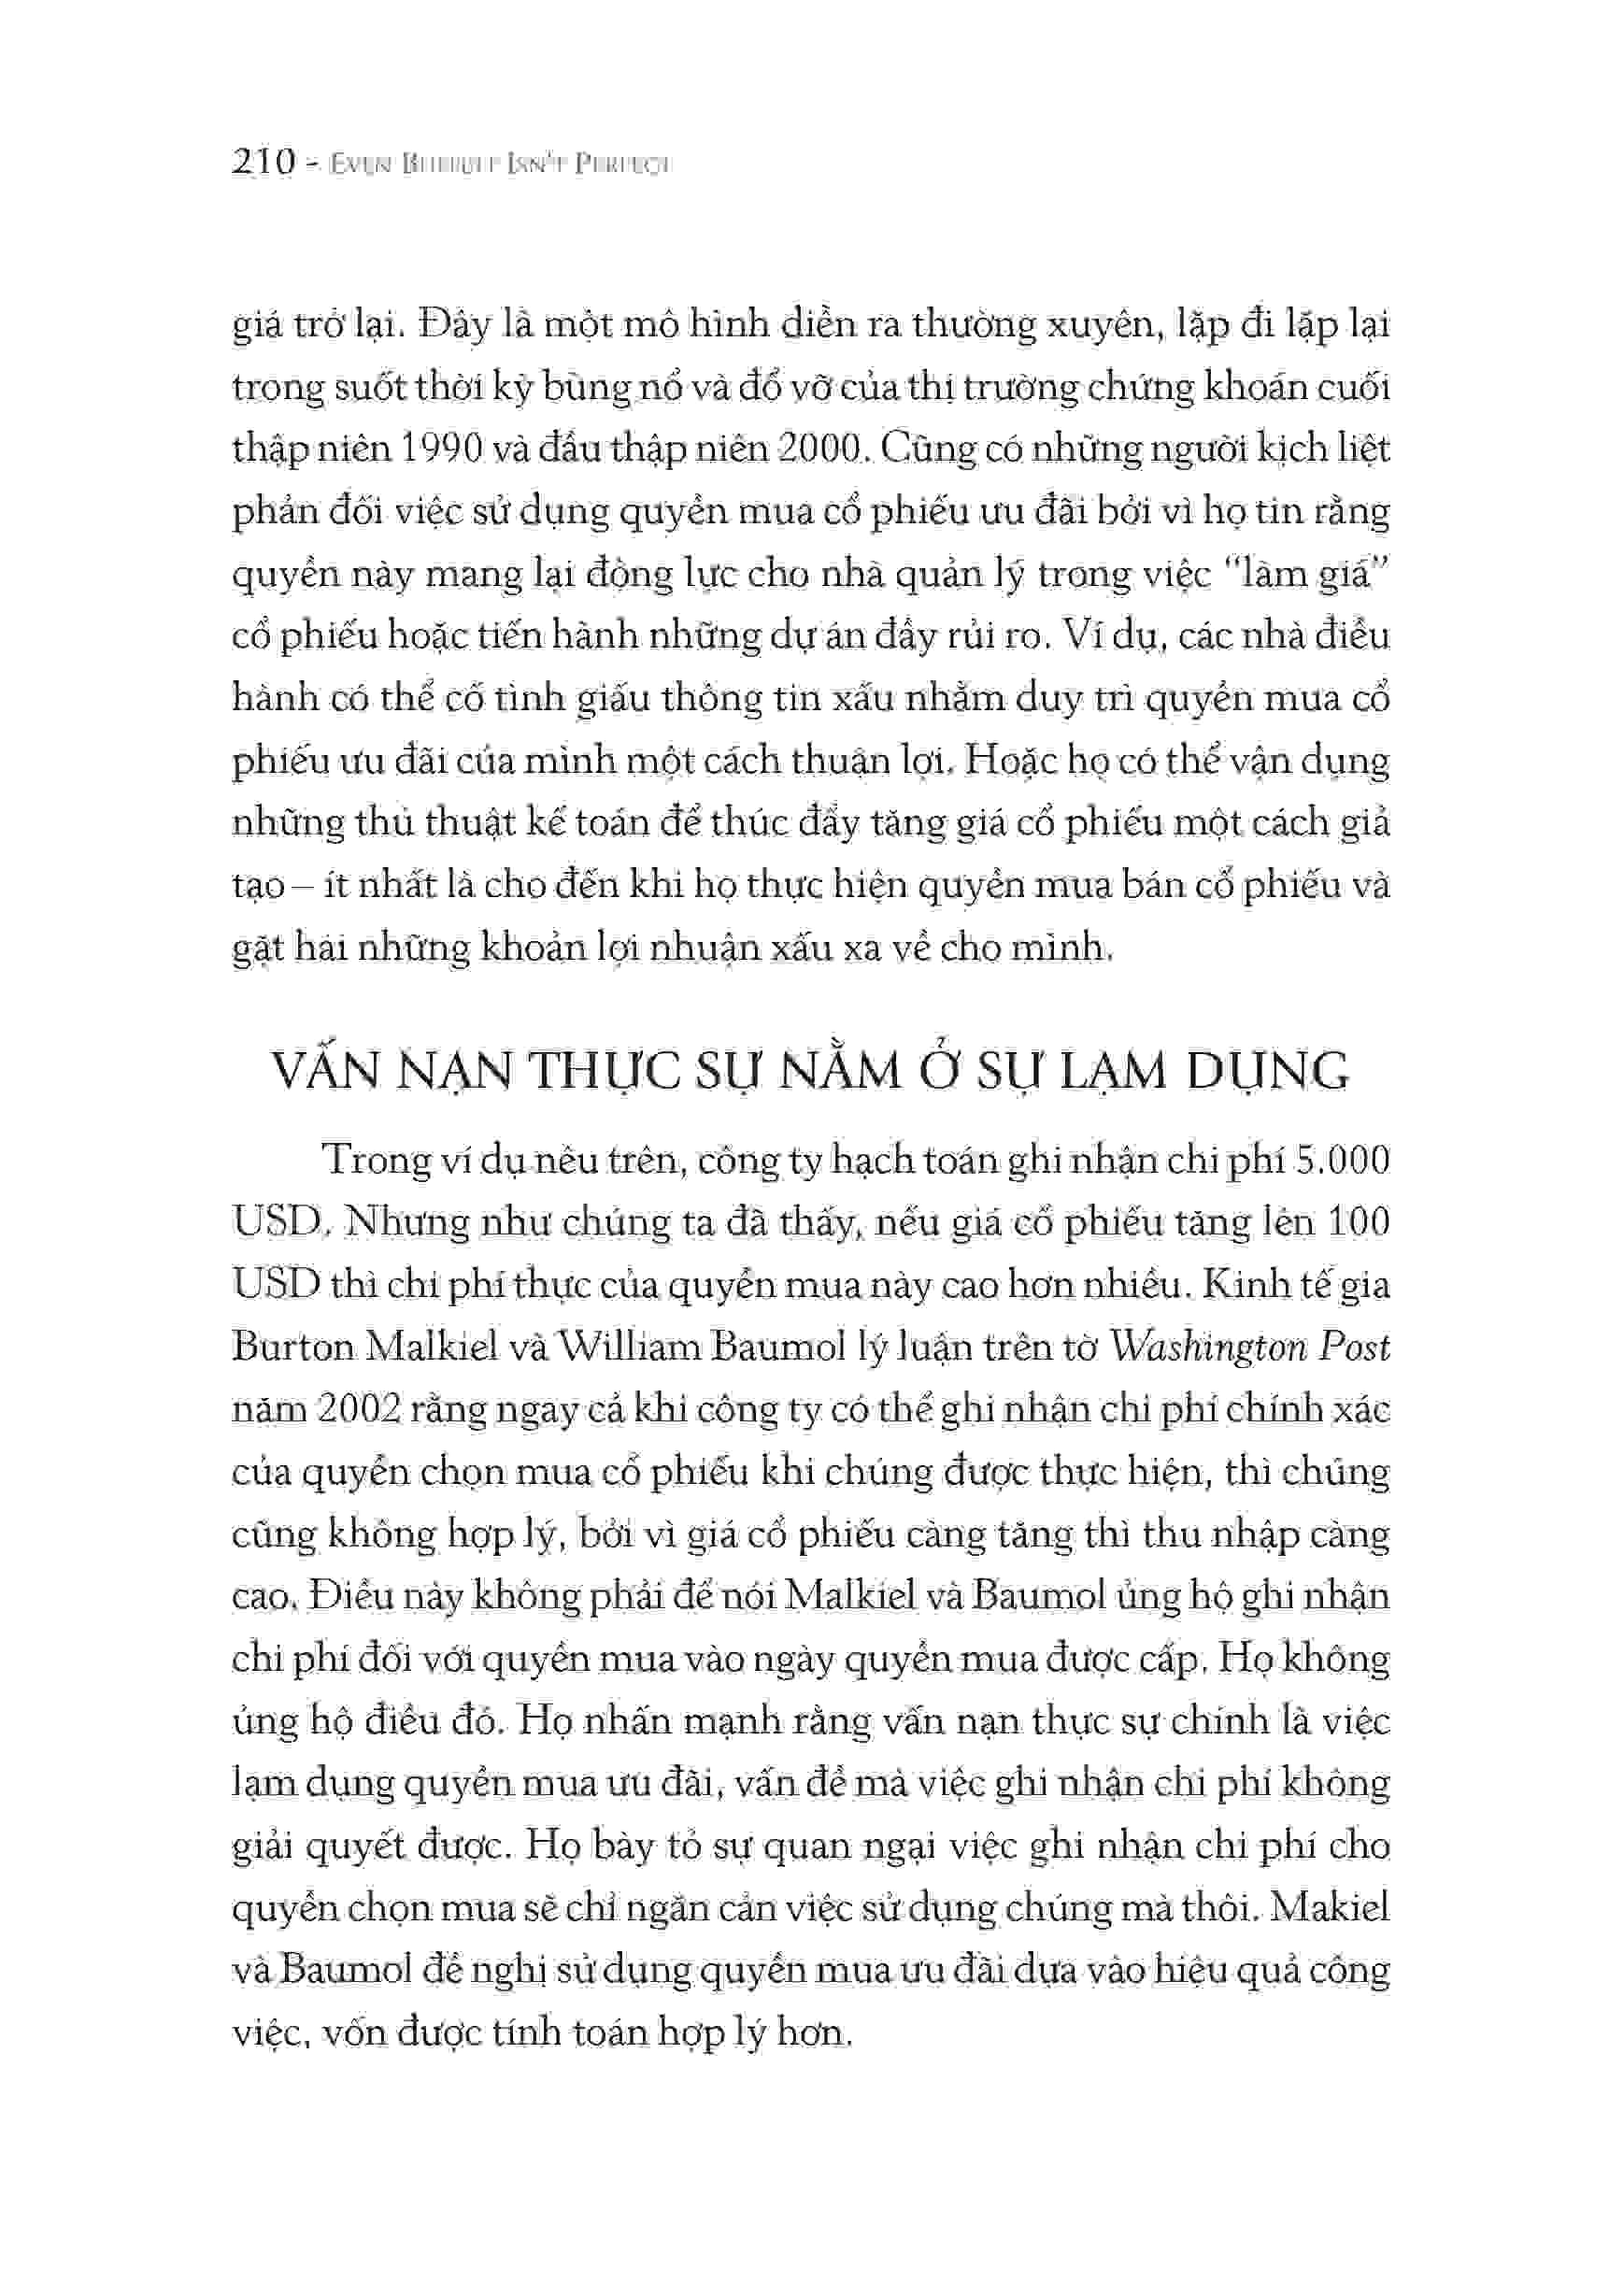 210 - EVEN BUFFETT ISN'T PERFECT
giá trở lại. Đây là một mô hình diễn ra thường xuyên, lặp đi lặp lại
trong suốt thời kỳ bùng nổ và đổ vỡ của thị trường chứng khoán cuối
thập niên 1990 và đầu thập niên 2000. Cũng có những người kịch liệt
phản đối việc sử dụng quyền mua cổ phiếu ưu đãi bởi vì họ tin rằng
quyền này mang lại động lực cho nhà quản lý trong việc “làm giá”
cổ phiếu hoặc tiến hành những dự án đầy rủi ro. Ví dụ, các nhà điều
hành có thể cố tình giấu thông tin xấu nhằm duy trì quyền mua cổ
phiếu ưu đãi của mình một cách thuận lợi. Hoặc họ có thể vận dụng
những thủ thuật kế toán để thúc đẩy tăng giá cổ phiếu một cách giả
tạo – ít nhất là cho đến khi họ thực hiện quyền mua bán cổ phiếu và
gặt hái những khoản lợi nhuận xấu xa về cho mình.
VẤN NẠN THỰC SỰ NẰM Ở SỰ LẠM DỤNG
Trong ví dụ nêu trên, công ty hạch toán ghi nhận chi phí 5.000
USD. Nhưng như chúng ta đã thấy, nếu giá cổ phiếu tăng lên 100
USD thì chi phí thực của quyền mua này cao hơn nhiều. Kinh tế gia
Burton Malkiel và William Baumol lý luận trên tờ Washington Post
năm 2002 rằng ngay cả khi công ty có thể ghi nhận chi phí chính xác
của quyền chọn mua cổ phiếu khi chúng được thực hiện, thì chúng
cũng không hợp lý, bởi vì giá cổ phiếu càng tăng thì thu nhập càng
cao. Điều này không phải để nói Malkiel và Baumol ủng hộ ghi nhận
chi phí đối với quyền mua vào ngày quyền mua được cấp. Họ không
ủng hộ điều đó. Họ nhấn mạnh rằng vấn nạn thực sự chính là việc
lạm dụng quyền mua ưu đãi, vấn đề mà việc ghi nhận chi phí không
giải quyết được. Họ bày tỏ sự quan ngại việc ghi nhận chi phí cho
quyền chọn mua sẽ chỉ ngăn cản việc sử dụng chúng mà thôi. Makiel
và Baumol đề nghị sử dụng quyền mua ưu đãi dựa vào hiệu quả công
việc, vốn được tính toán hợp lý hơn.